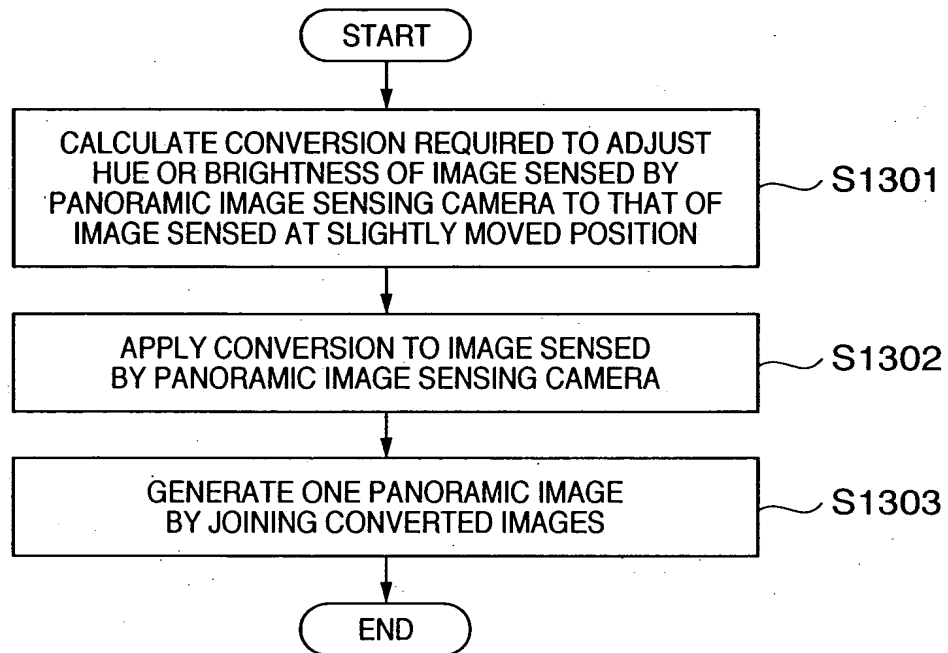 START
CALCULATE CONVERSION REQUIRED TO ADJUST
HUE OR BRIGHTNESS OF IMAGE SENSED BY
PANORAMIC IMAGE SENSING CAMERA TO THAT OF
IMAGE SENSED AT SLIGHTLY MOVED POSITION
S1301
APPLY CONVERSION TO IMAGE SENSED
BY PANORAMIC IMAGE SENSING CAMERA
S1302
GENERATE ONE PANORAMIC IMAGE
BY JOINING CONVERTED IMAGES
S1303
END